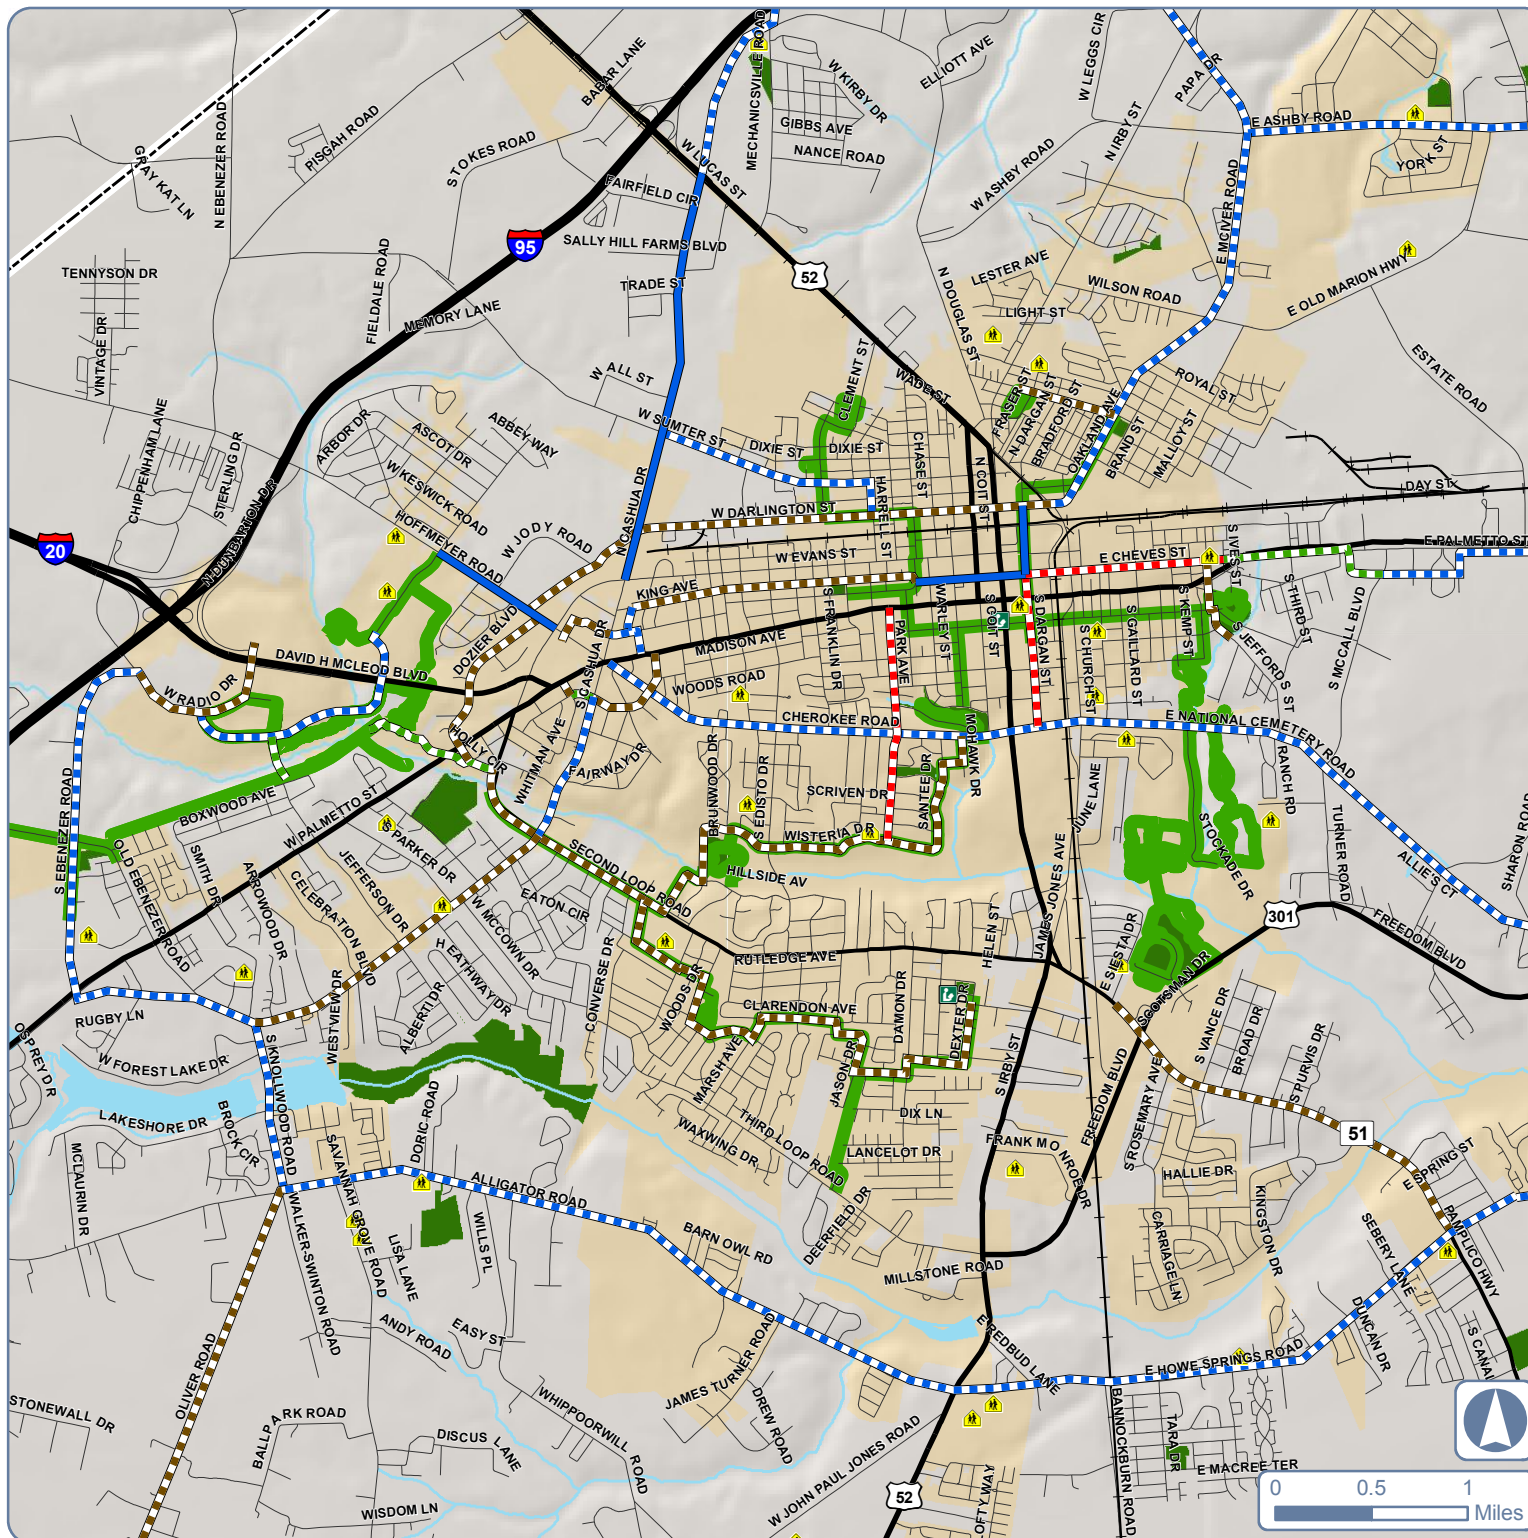 BABAR LANE
MECHANICSVILLE ROAD
W KIRBY DR
ELLIOTT AVE
W LEGGS CIR
PAPA DR
N IRBY ST
E ASHBY ROAD
YORK ST
GIBBS AVE
NANCE ROAD
PISGAH ROAD
N EBENEZER ROAD
GRAY KAT LN
STOKES ROAD
W LUCAS ST
FAIRFIELD CIR
W ASHBY ROAD
E MCIVER ROAD
95
SALLY HILL FARMS BLVD
52
TENNYSON DR
FIELDALE ROAD
TRADE ST
LESTER AVE
WILSON ROAD
E OLD MARION HWY
N DOUGLAS ST
LIGHT ST
MEMORY LANE
VINTAGE DR
W ALL ST
CLEMENT ST
WADE ST
FRASER ST
N DARGAN ST
BRADFORD ST
OAKLAND AVE
ROYAL ST
ESTATE ROAD
ARBOR DR
ASCOT DR
ABBEY WAY
W SUMTER ST
DIXIE ST
DIXIE ST
CHASE ST
BRAND ST
MALLOY ST
CHIPPENHAM LANE
STERLING DR
W KESWICK ROAD
N CASHUA DR
HARRELL ST
N COIT ST
DAY ST
N DUNBARTON DR
HOFFMEYER ROAD
W JODY ROAD
W DARLINGTON ST
20
W EVANS ST
E CHEVES ST
S IVES ST
E PALMETTO ST
KING AVE
S FRANKLIN DR
WARLEY ST
S COIT ST
S DARGAN ST
S CHURCH ST
S GAILLARD ST
S KEMP ST
S THIRD ST
S MCCALL BLVD
DOZIER BLVD
S CASHUA DR
MADISON AVE
PARK AVE
S JEFFORDS ST
DAVID H MCLEOD BLVD
W RADIO DR
WOODS ROAD
CHEROKEE ROAD
MOHAWK DR
E NATIONAL CEMETERY ROAD
HOLLY CIR
WHITMAN AVE
FAIRWAY DR
BRUNWOOD DR
S EDISTO DR
SCRIVEN DR
SANTEE DR
JUNE LANE
RANCH RD
S EBENEZER ROAD
BOXWOOD AVE
W PALMETTO ST
S PARKER DR
WISTERIA DR
STOCKADE DR
TURNER ROAD
ALLIE'S CT
SHARON ROAD
OLD EBENEZER ROAD
SMITH DR
ARROWOOD DR
CELEBRATION BLVD
JEFFERSON DR
SECOND LOOP ROAD
HILLSIDE AV
EATON CIR
W MCCOWN DR
JAMES JONES AVE
301
FREEDOM BLVD
HEATHWAY DR
CONVERSE DR
RUTLEDGE AVE
HELEN ST
E SIESTA DR
SCOTSMAN DR
WESTVIEW DR
ALBERTI DR
WOODS DR
CLARENDON AVE
DAMON DR
DEXTER DR
S VANCE DR
BROAD DR
S PURVIS DR
RUGBY LN
OSPREY DR
W FOREST LAKE DR
S KNOLLWOOD ROAD
MARSH AVE
JASON DR
S IRBY ST
FREEDOM BLVD
S ROSEMARY AVE
LAKESHORE DR
BROCK CIR
DORIC ROAD
WAXWING DR
THIRD LOOP ROAD
DIX LN
LANCELOT DR
FRANK MONROE DR
51
E SPRING ST
MCLAURIN DR
SAVANNAH GROVE ROAD
ALLIGATOR ROAD
HALLIE DR
KINGSTON DR
WALKER-SWINTON ROAD
LISA LANE
WILLS PL
BARN OWL RD
DEERFIELD DR
MILLSTONE ROAD
CARRIAGE LN
SEBERY LANE
PAMPLICO HWY
OLIVER ROAD
ANDY ROAD
EASY ST
JAMES TURNER ROAD
E REDBUD LANE
E HOWE SPRINGS ROAD
DUNCAN DR
S CANAL
STONEWALL DR
BALLPARK ROAD
DISCUS LANE
WHIPPOORWILL ROAD
DREW ROAD
W JOHN PAUL JONES ROAD
BANNOCKBURN ROAD
TARA DR
E MACREE TER
WISDOM LN
52
LOFTY WAY
0 0.5 1
Miles